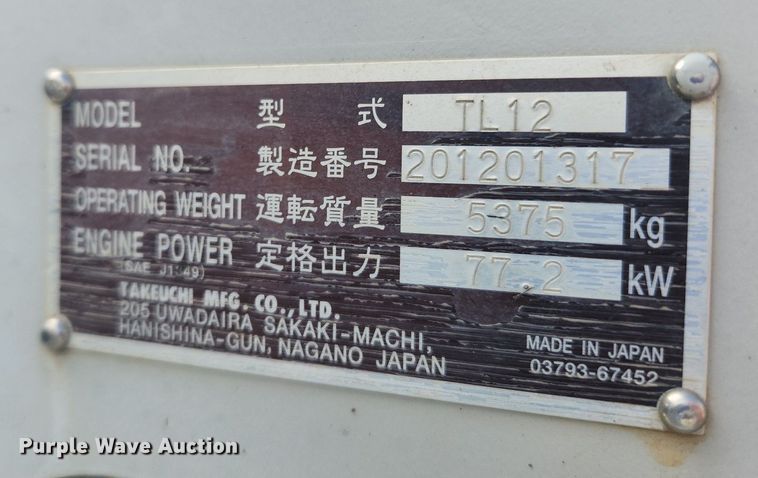 MODEL 型 式 TL12
SERIAL NO. 製造番号 201201317
OPERATING WEIGHT 運転質量 5375 kg
ENGINE POWER 定格出力 77.2 kW
(SAE J1349)
TAKEUCHI MFG. CO., LTD.
205 UWADAIRA SAKAKI-MACHI,
HANISHINA-GUN, NAGANO JAPAN
MADE IN JAPAN
03793-67452
Purple Wave Auction